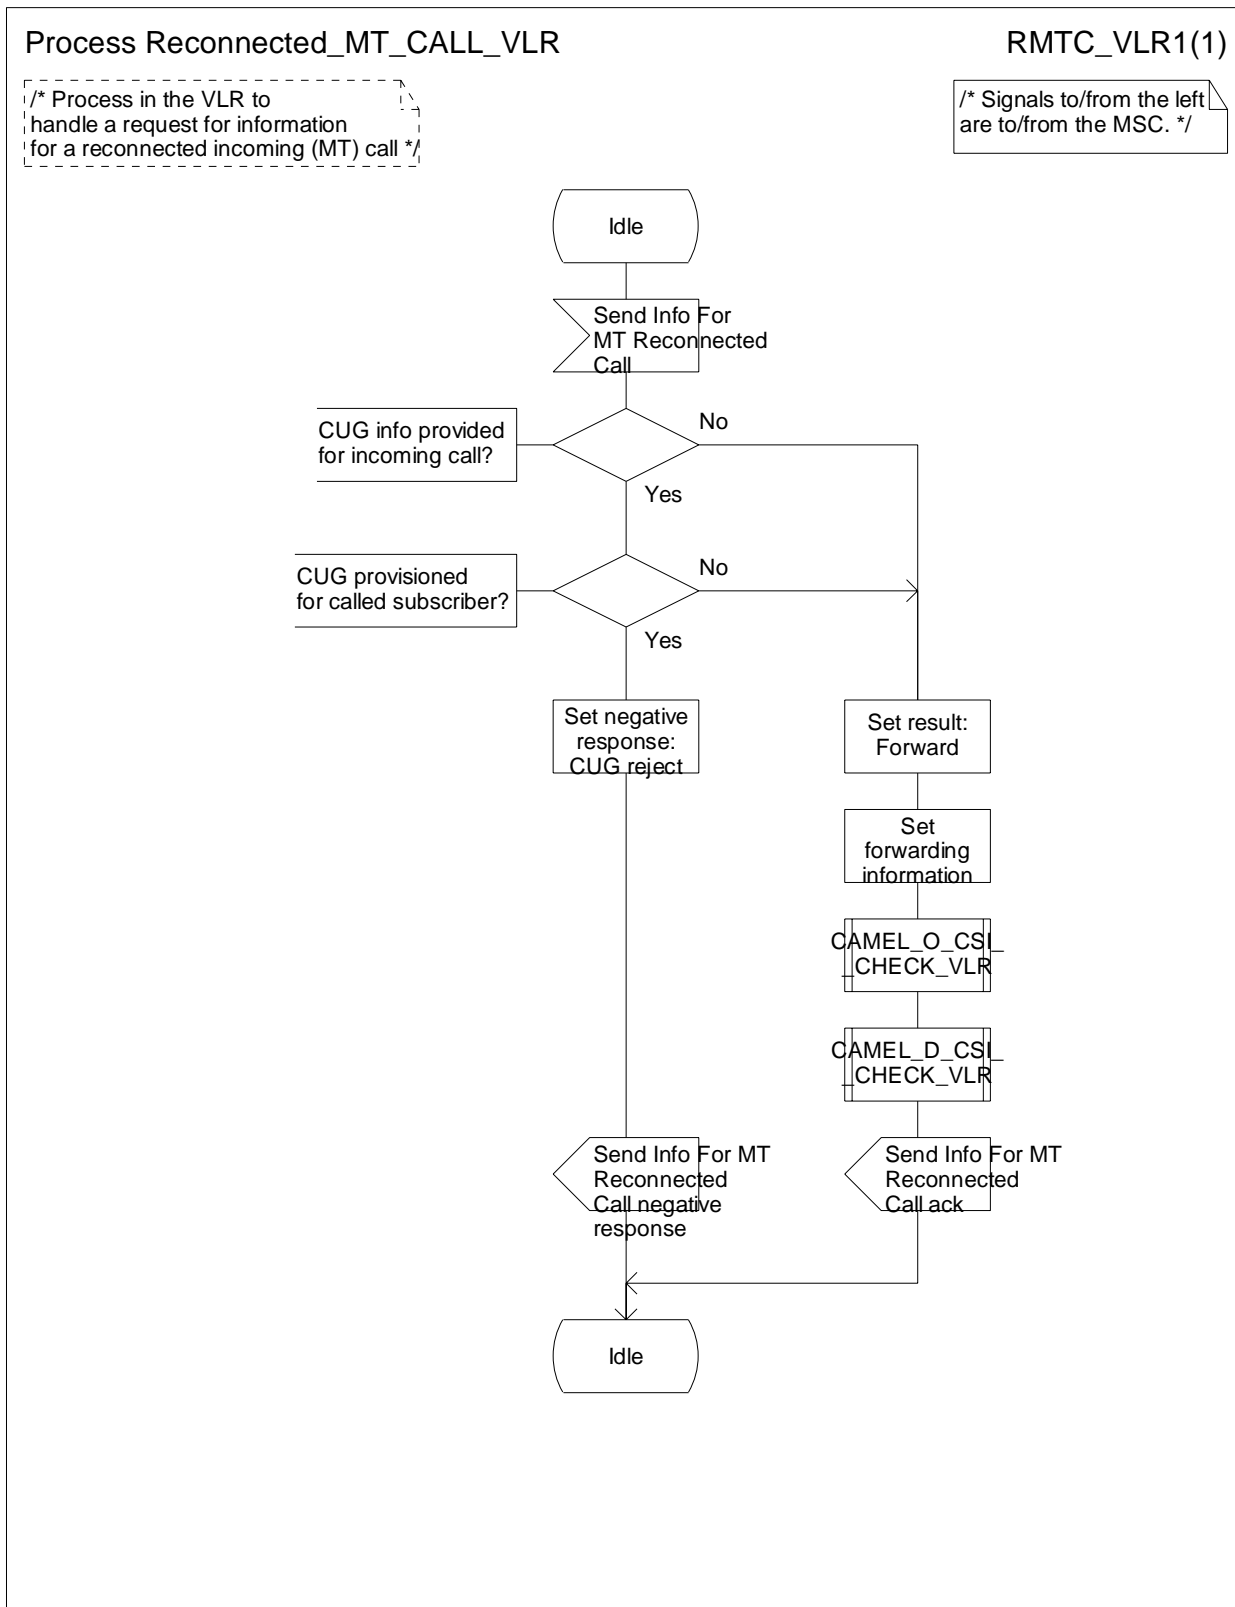 Process Reconnected_MT_CALL_VLR
RMTC_VLR1(1)
/* Process in the VLR to
handle a request for information
for a reconnected incoming (MT) call */
/* Signals to/from the left
are to/from the MSC. */
Idle
Send Info For
MT Reconnected
Call
CUG info provided
for incoming call?
No
Yes
CUG provisioned
for called subscriber?
No
Yes
Set negative
response:
CUG reject
Set result:
Forward
Set
forwarding
information
CAMEL_O_CSI_
_CHECK_VLR
CAMEL_D_CSI_
_CHECK_VLR
Send Info For MT
Reconnected
Call negative
response
Send Info For MT
Reconnected
Call ack
Idle